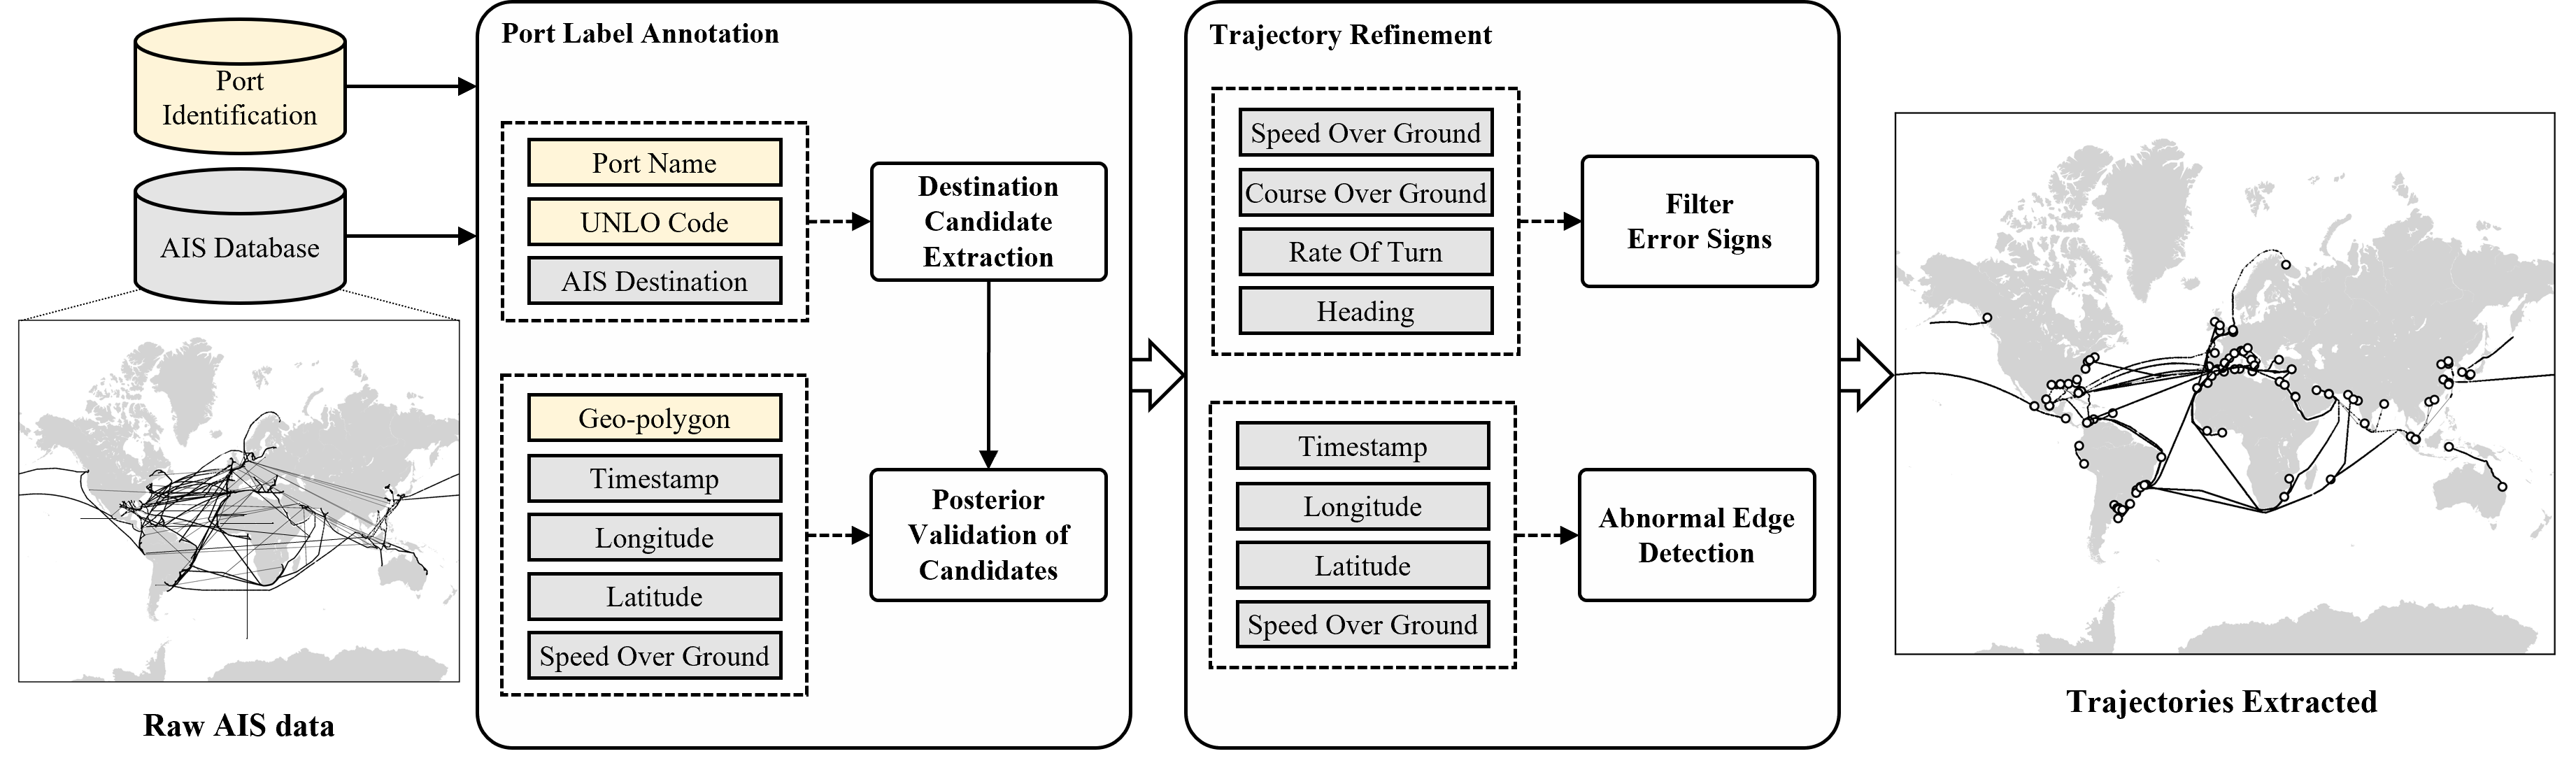 Port
Identification
AIS Database
Raw AIS data
Port Label Annotation
Port Name
UNLO Code
AIS Destination
Destination
Candidate
Extraction
Geo-polygon
Timestamp
Longitude
Latitude
Speed Over Ground
Posterior
Validation of
Candidates
Trajectory Refinement
Speed Over Ground
Course Over Ground
Rate Of Turn
Heading
Filter
Error Signs
Timestamp
Longitude
Latitude
Speed Over Ground
Abnormal Edge
Detection
Trajectories Extracted